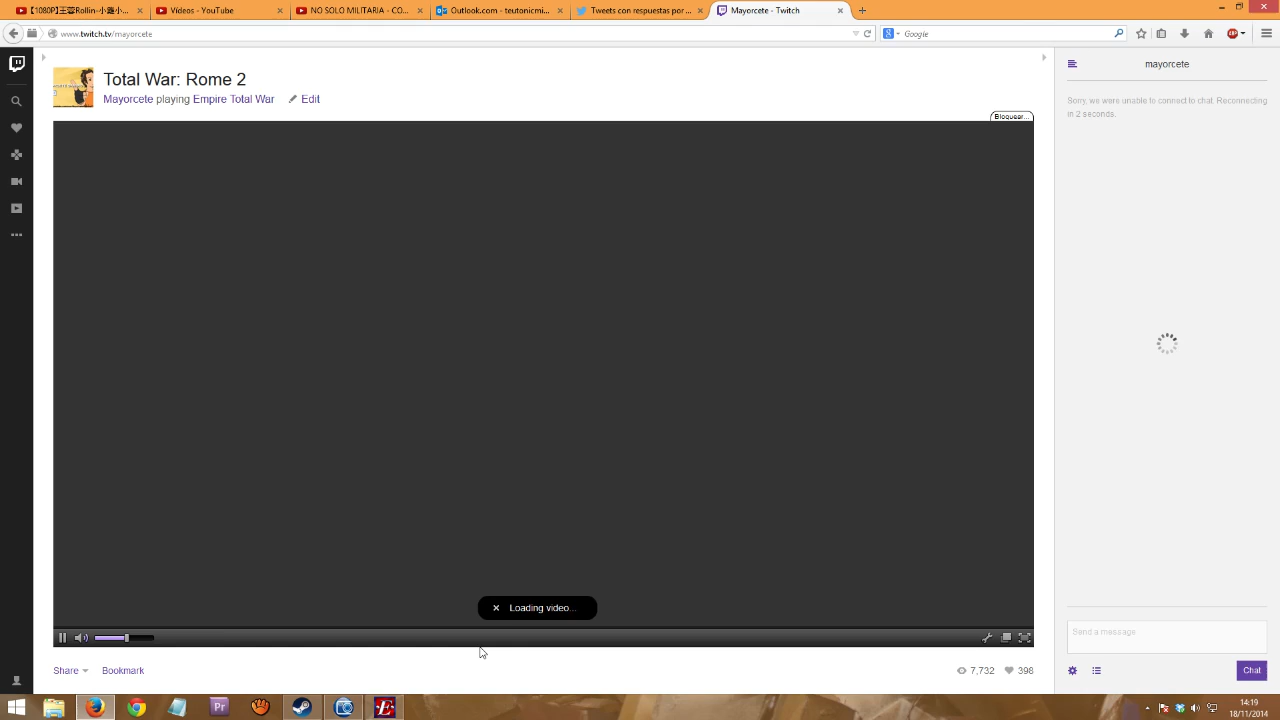 【1080P】王蓉Rollin-小雞小...
Vídeos - YouTube
NO SOLO MILITARIA - CO...
Outlook.com - teutonicmi...
Tweets con respuestas por ...
Mayorcete - Twitch
www.twitch.tv/mayorcete
Google
Total War: Rome 2
Mayorcete playing Empire Total War
Edit
Bloquear...
mayorcete
Sorry, we were unable to connect to chat. Reconnecting
in 2 seconds.
Loading video...
Send a message
Share
Bookmark
7,732
398
Chat
14:19
18/11/2014